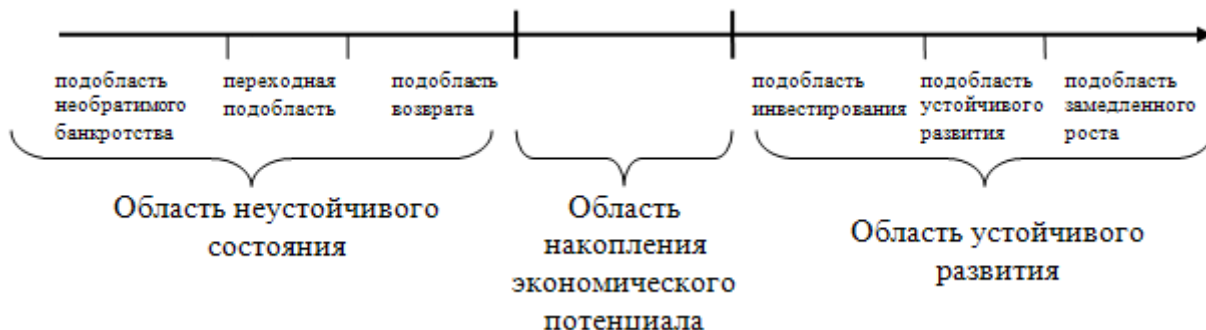 подобласть
необратимого
банкротства
переходная
подобласть
подобласть
возврата
подобласть
инвестирования
подобласть
устойчивого
развития
подобласть
замедленного
роста
Область неустойчивого
состояния
Область
накопления
экономического
потенциала
Область устойчивого
развития